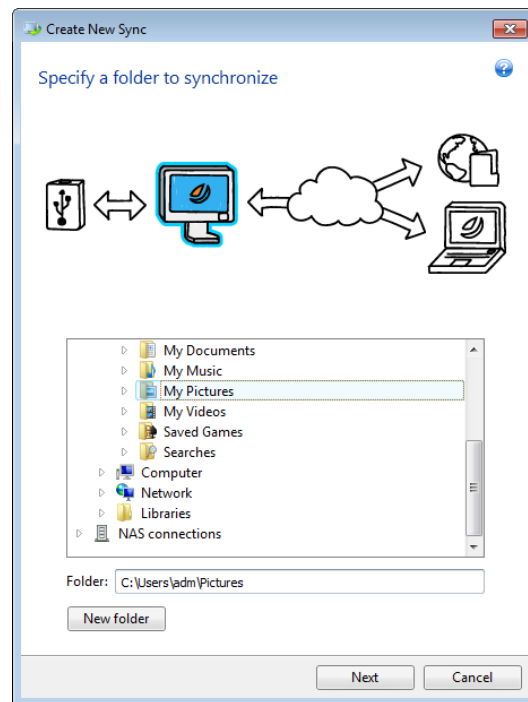 Create New Sync
Specify a folder to synchronize
My Documents
My Music
My Pictures
My Videos
Saved Games
Searches
Computer
Network
Libraries
NAS connections
Folder: C:\Users\adm\Pictures
New folder
Next Cancel